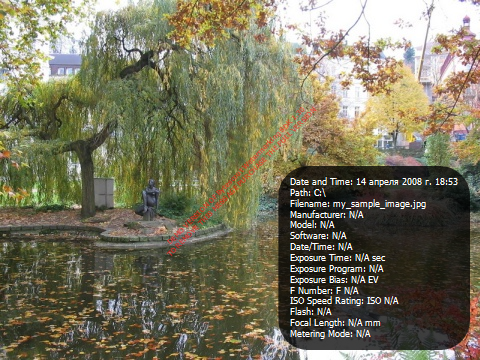 Date and Time: 14 апреля 2008 г. 18:53
Path: C:\
Filename: my_sample_image.jpg
Manufacturer: N/A
Model: N/A
Software: N/A
Date/Time: N/A
Exposure Time: N/A sec
Exposure Program: N/A
Exposure Bias: N/A EV
F Number: F N/A
ISO Speed Rating: ISO N/A
Flash: N/A
Focal Length: N/A mm
Metering Mode: N/A